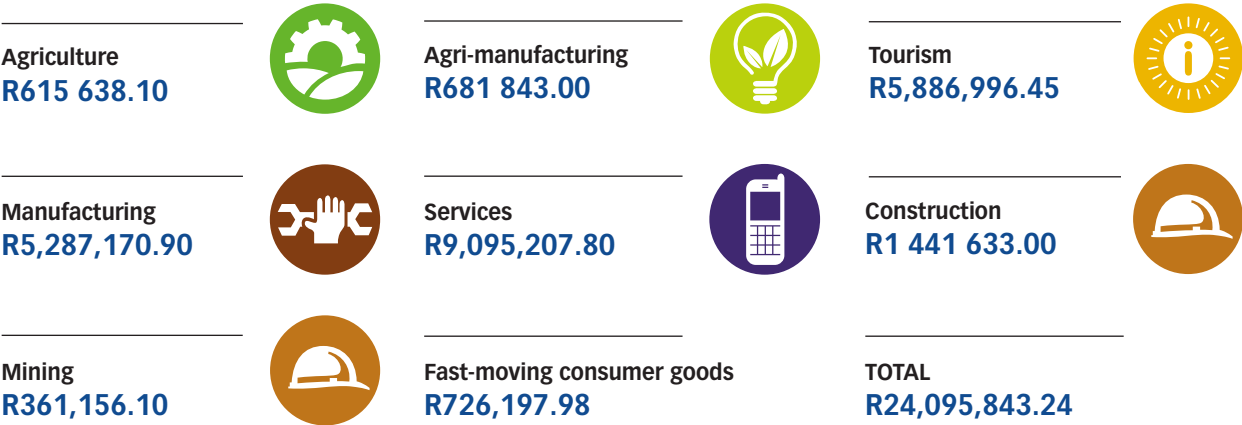 Agriculture
R615 638.10
Agri-manufacturing
R681 843.00
Tourism
R5,886,996.45
Manufacturing
R5,287,170.90
Services
R9,095,207.80
Construction
R1 441 633.00
Mining
R361,156.10
Fast-moving consumer goods
R726,197.98
TOTAL
R24,095,843.24